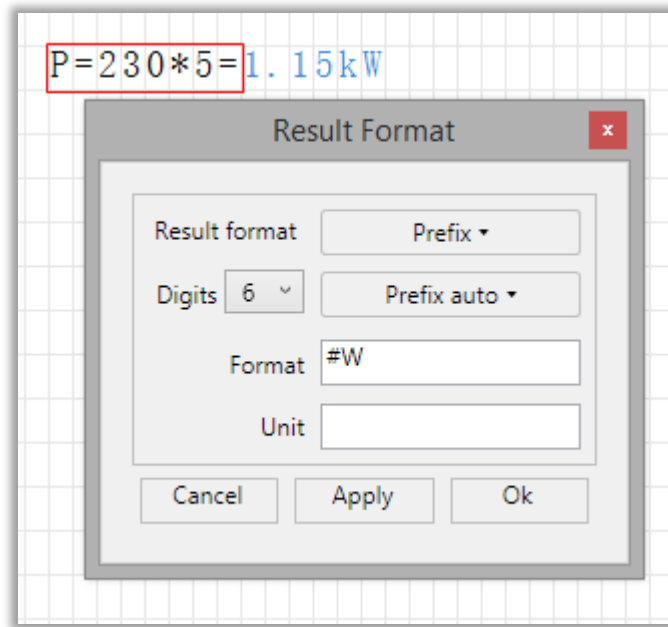 P=230*5=1.15kW
Result Format
x
Result format Prefix
Digits 6 Prefix auto
Format #W
Unit
Cancel Apply Ok